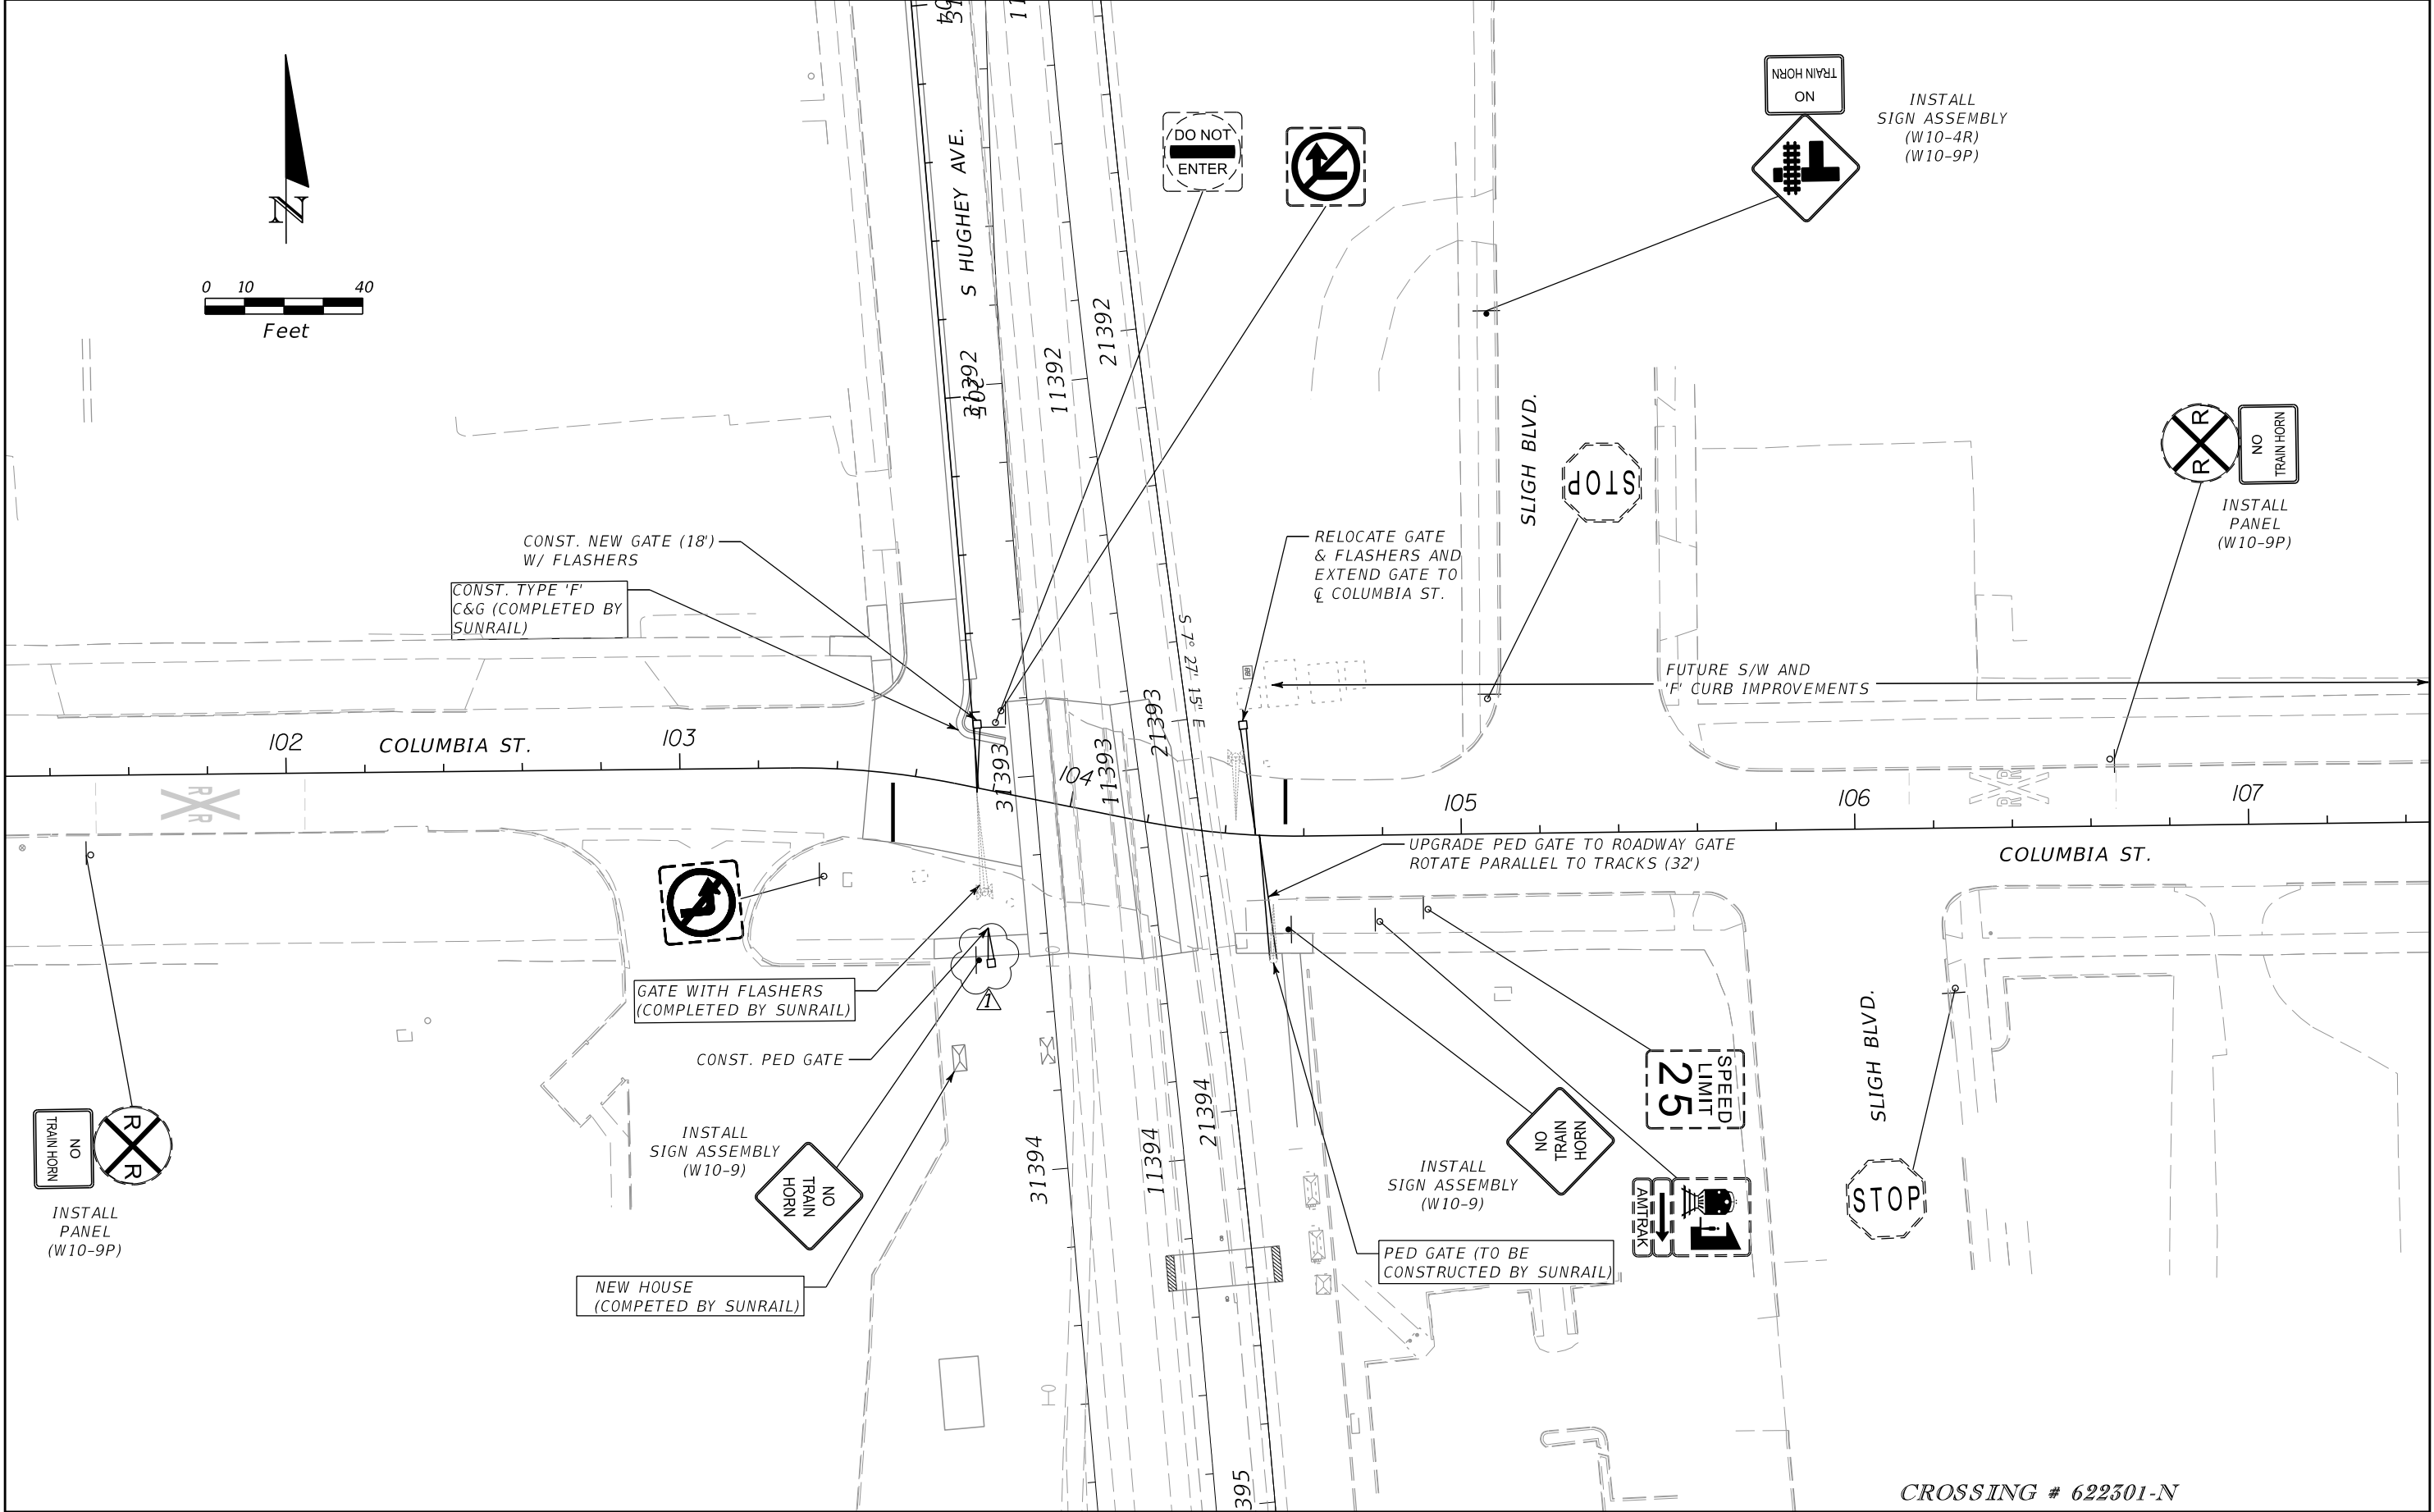 31
11
S HUGHEY AVE.
DO NOT
ENTER
TRAIN HORN
NO
INSTALL
SIGN ASSEMBLY
(W10-4R)
(W10-9P)
N
0 10 40
Feet
31392
205
11392
21392
SLIGH BLVD.
STOP
R R
NO
TRAIN HORN
INSTALL
PANEL
(W10-9P)
CONST. NEW GATE (18')
W/ FLASHERS
CONST. TYPE 'F'
C&G (COMPLETED BY
SUNRAIL)
RELOCATE GATE
& FLASHERS AND
EXTEND GATE TO
℄ COLUMBIA ST.
S 7° 27' 15" E
FUTURE S/W AND
'F' CURB IMPROVEMENTS
102
COLUMBIA ST.
103
31393
104
11393
21393
105
106
107
R R
R R
COLUMBIA ST.
UPGRADE PED GATE TO ROADWAY GATE
ROTATE PARALLEL TO TRACKS (32')
GATE WITH FLASHERS
(COMPLETED BY SUNRAIL)
1
CONST. PED GATE
INSTALL
SIGN ASSEMBLY
(W10-9)
NO
TRAIN
HORN
NEW HOUSE
(COMPETED BY SUNRAIL)
NO
TRAIN HORN
R R
INSTALL
PANEL
(W10-9P)
31394
11394
21394
395
INSTALL
SIGN ASSEMBLY
(W10-9)
NO
TRAIN
HORN
SPEED
LIMIT
25
AMTRAK
PED GATE (TO BE
CONSTRUCTED BY SUNRAIL)
SLIGH BLVD.
STOP
CROSSING # 622301-N